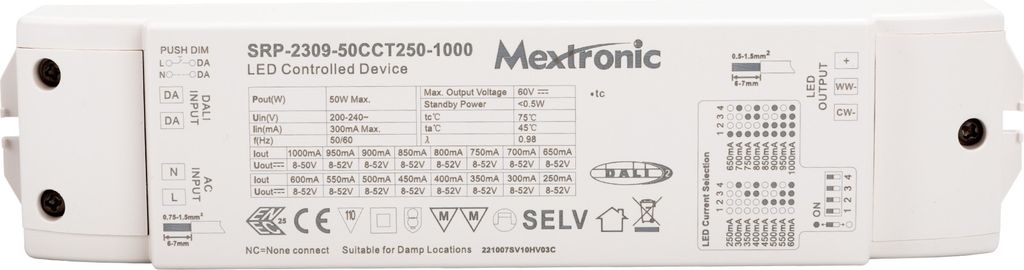 PUSH DIM
L DA
N DA
DA
DA
DALI INPUT
N
L
AC INPUT
0.75-1.5mm²
6-7mm
SRP-2309-50CCT250-1000
LED Controlled Device
Mextronic
Pout(W) 50W Max. Max. Output Voltage 60V
Standby Power <0.5W
Uin(V) 200-240~ tc℃ 75℃
Iin(mA) 300mA Max. ta℃ 45℃
f(Hz) 50/60 λ 0.98
•tc
Iout 1000mA 950mA 900mA 850mA 800mA 750mA 700mA 650mA
Uout 8-50V 8-52V 8-52V 8-52V 8-52V 8-52V 8-52V 8-52V
Iout 600mA 550mA 500mA 450mA 400mA 350mA 300mA 250mA
Uout 8-52V 8-52V 8-52V 8-52V 8-52V 8-52V 8-52V 8-52V
DALI 2
ENEC 25 CE 110 M M SELV
NC=None connect Suitable for Damp Locations 221007SV10HV03C
0.5-1.5mm²
6-7mm
LED OUTPUT
+
WW-
CW-
LED Current Selection
1 2 3 4
650mA
700mA
750mA
800mA
850mA
900mA
950mA
1000mA
1 2 3 4
250mA
300mA
350mA
400mA
450mA
500mA
550mA
600mA
ON
1 2 3 4